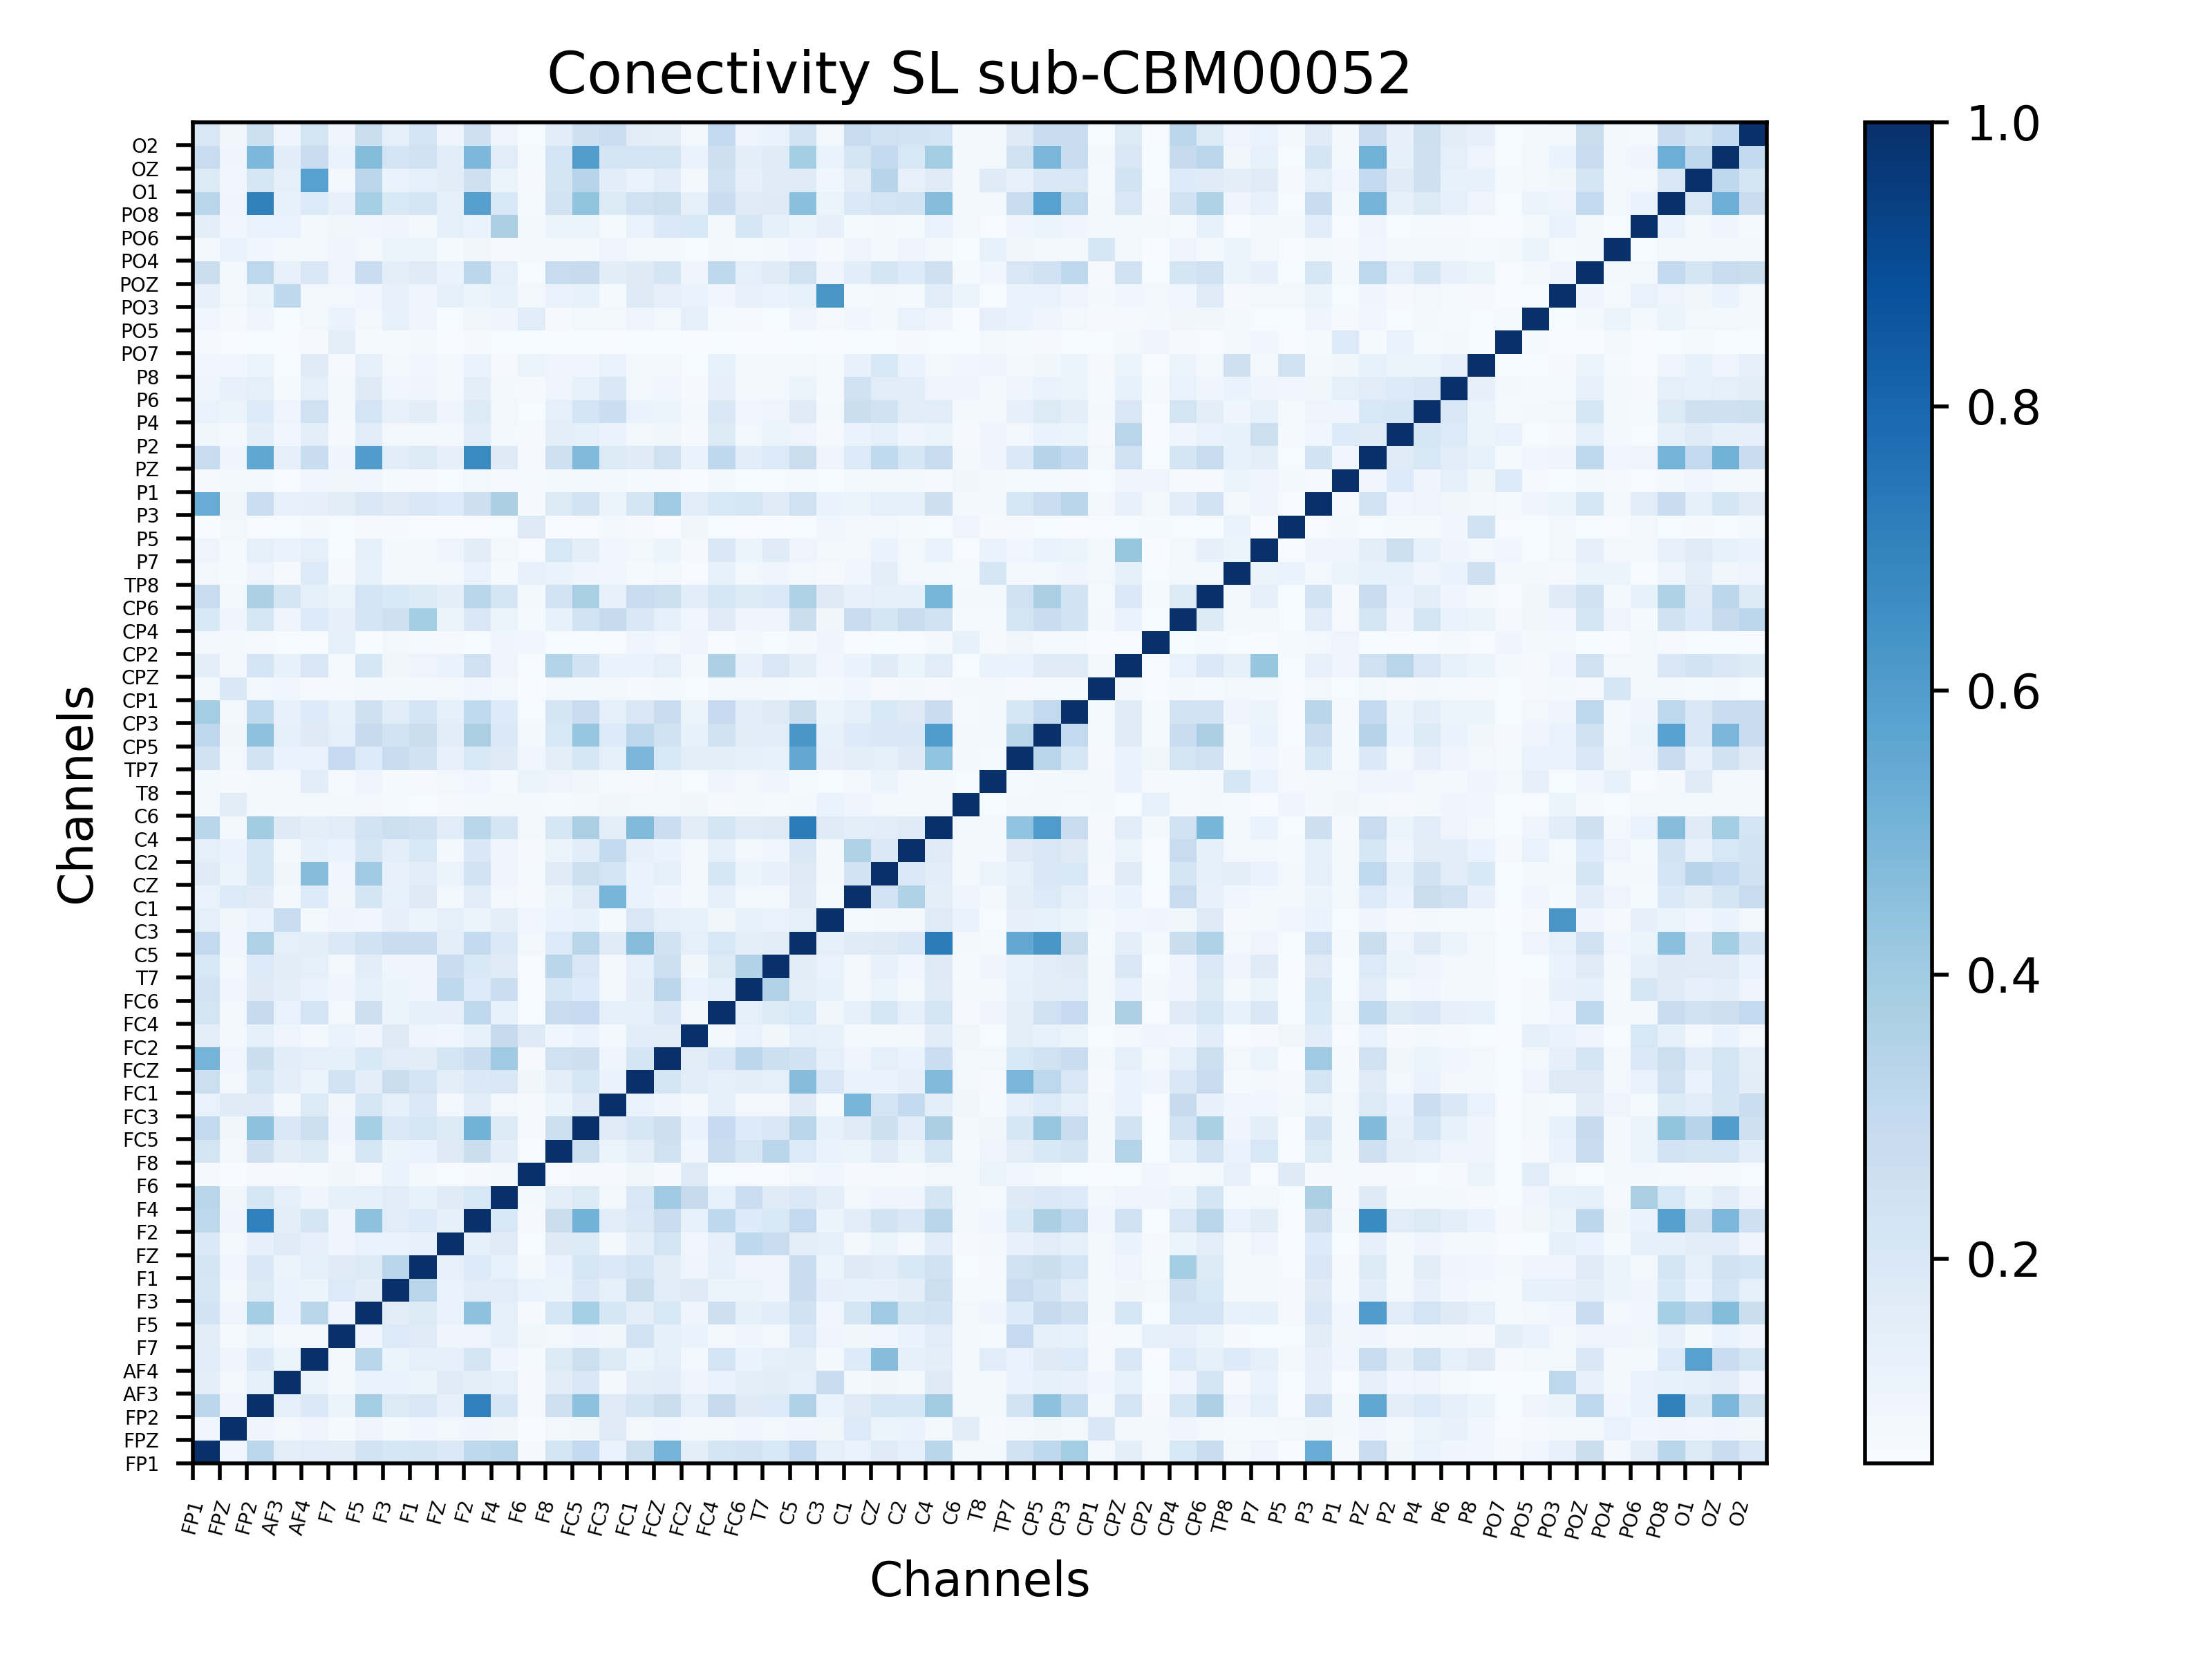 Conectivity SL sub-CBM00052
1.0
0.8
0.6
0.4
0.2
Channels
O2
OZ
O1
PO8
PO6
PO4
POZ
PO3
PO5
PO7
P8
P6
P4
P2
PZ
P1
P3
P5
P7
TP8
CP6
CP4
CP2
CPZ
CP1
CP3
CP5
TP7
T8
C6
C4
C2
CZ
C1
C3
C5
T7
FC6
FC4
FC2
FCZ
FC1
FC3
FC5
F8
F6
F4
F2
FZ
F1
F3
F5
F7
AF4
AF3
FP2
FPZ
FP1
FP1 FPZ FP2 AF3 AF4 F7 F5 F3 F1 FZ F2 F4 F6 F8 FC5 FC3 FC1 FCZ FC2 FC4 FC6 T7 C5 C3 C1 CZ C2 C4 C6 T8 TP7 CP5 CP3 CP1 CPZ CP2 CP4 CP6 TP8 P7 P5 P3 P1 PZ P2 P4 P6 P8 PO7 PO5 PO3 POZ PO4 PO6 PO8 O1 OZ O2
Channels